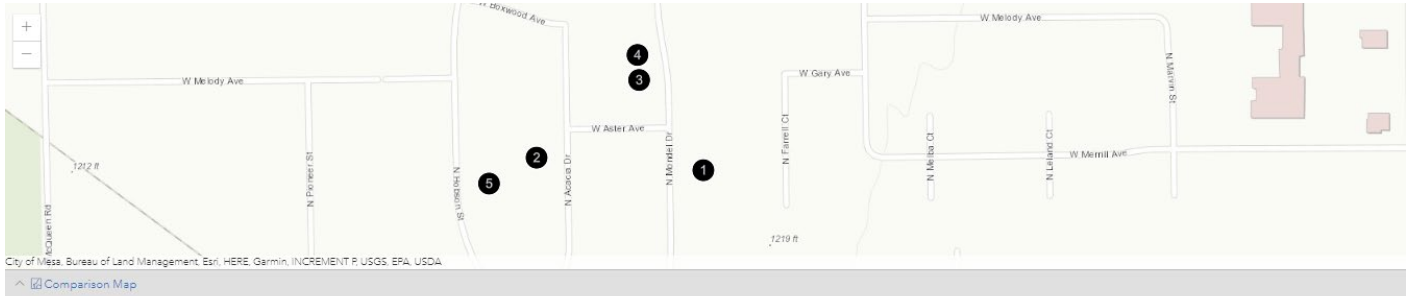 W Boxwood Ave
W Melody Ave
+
−
4
3
W Melody Ave
W Gary Ave
N Marvin St
W Aster Ave
W Merrill Ave
N Farrell Ct
N Melba Ct
N Leland Ct
2
1
1212 ft
N Pioneer St
N Hobson St
5
N Acacia Dr
N Mondel Dr
McQueen Rd
1219 ft
City of Mesa, Bureau of Land Management, Esri, HERE, Garmin, INCREMENT P, USGS, EPA, USDA
Comparison Map